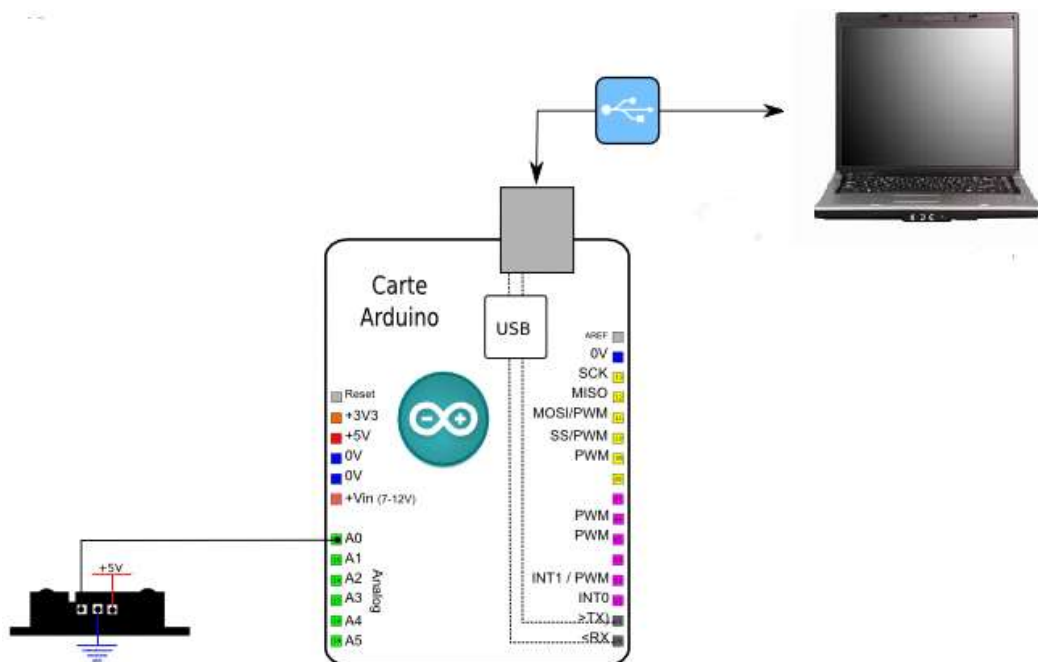 Carte
Arduino
USB
AREF
0V
SCK
MISO
MOSI/PWM
SS/PWM
PWM
PWM
PWM
INT1 / PWM
INT0
>TX)
<RX
Reset
+3V3
+5V
0V
0V
+Vin (7-12V)
A0
A1
A2
A3
A4
A5
Analog
+5V